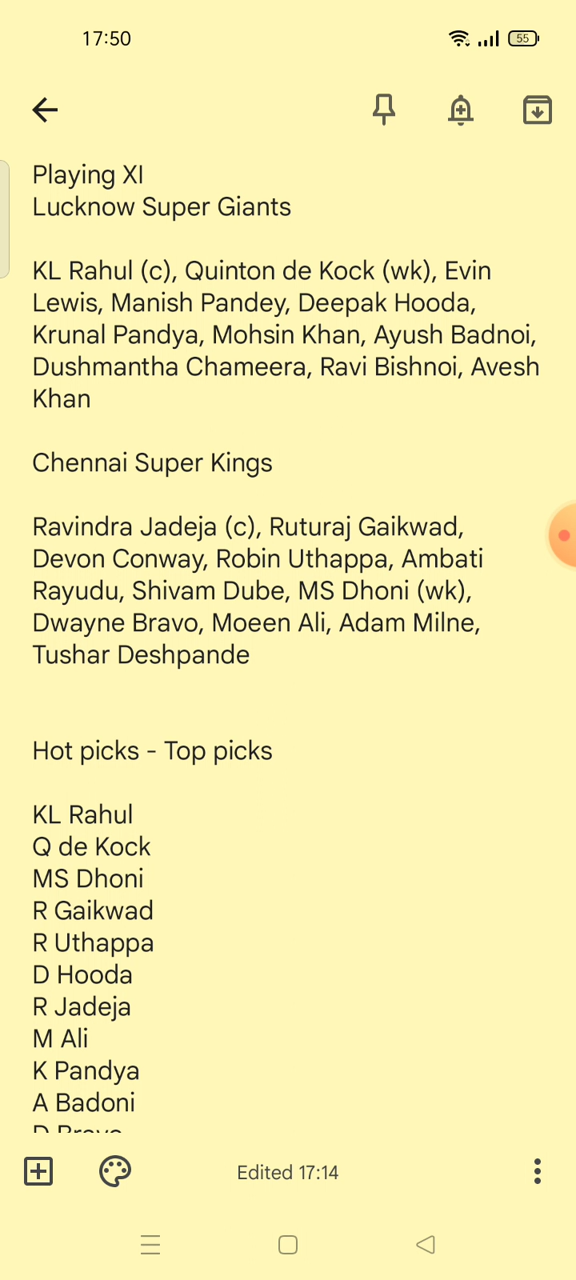 17:50
55
Playing XI
Lucknow Super Giants
KL Rahul (c), Quinton de Kock (wk), Evin
Lewis, Manish Pandey, Deepak Hooda,
Krunal Pandya, Mohsin Khan, Ayush Badnoi,
Dushmantha Chameera, Ravi Bishnoi, Avesh
Khan
Chennai Super Kings
Ravindra Jadeja (c), Ruturaj Gaikwad,
Devon Conway, Robin Uthappa, Ambati
Rayudu, Shivam Dube, MS Dhoni (wk),
Dwayne Bravo, Moeen Ali, Adam Milne,
Tushar Deshpande
Hot picks - Top picks
KL Rahul
Q de Kock
MS Dhoni
R Gaikwad
R Uthappa
D Hooda
R Jadeja
M Ali
K Pandya
A Badoni
D Bravo
Edited 17:14